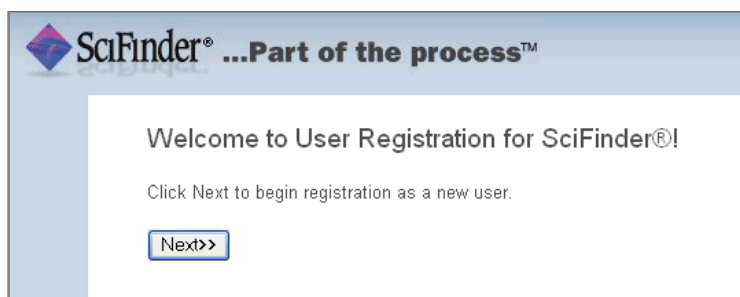 SciFinder® ...Part of the process™
Welcome to User Registration for SciFinder®!
Click Next to begin registration as a new user.
Next>>